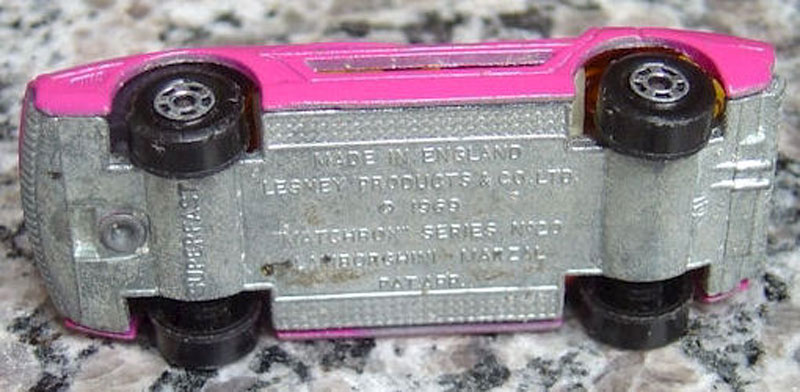 MADE IN ENGLAND
LESNEY PRODUCTS & CO.LTD.
© 1969
"MATCHBOX" SERIES Nº20
LAMBORGHINI MARZAL
PAT.APP.
SUPERFAST